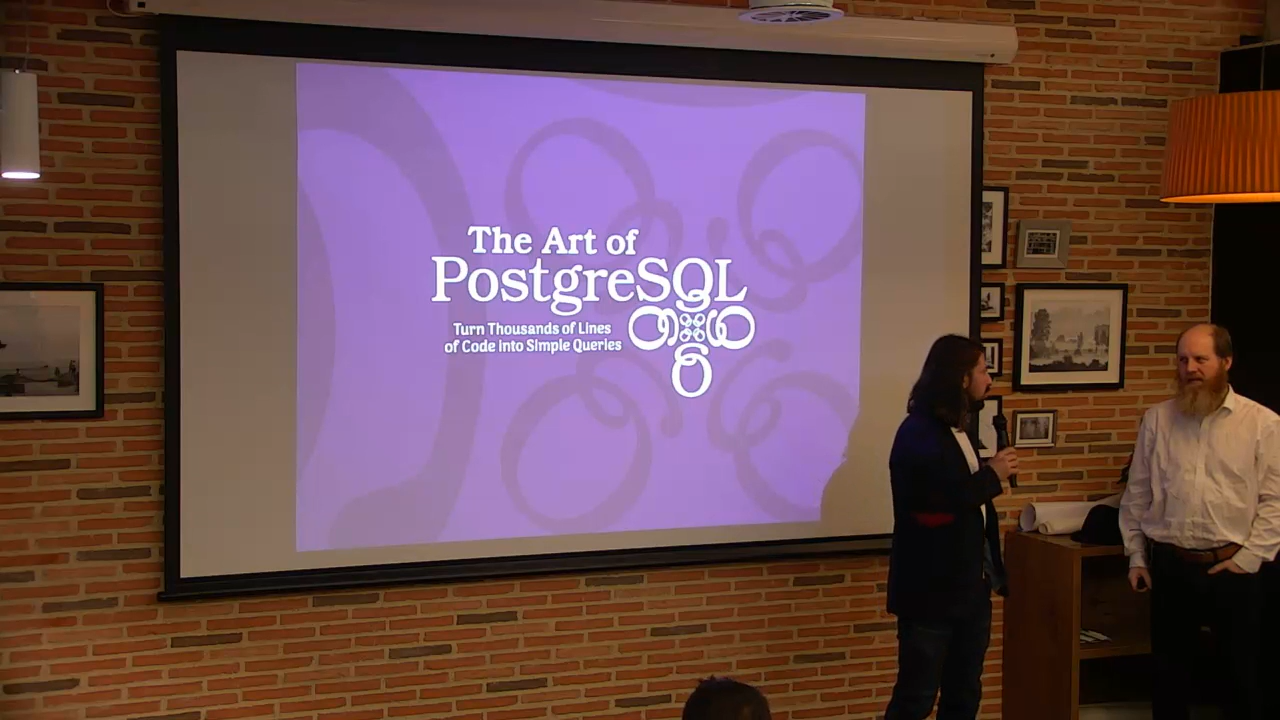 The Art of
PostgreSQL
Turn Thousands of Lines
of Code into Simple Queries